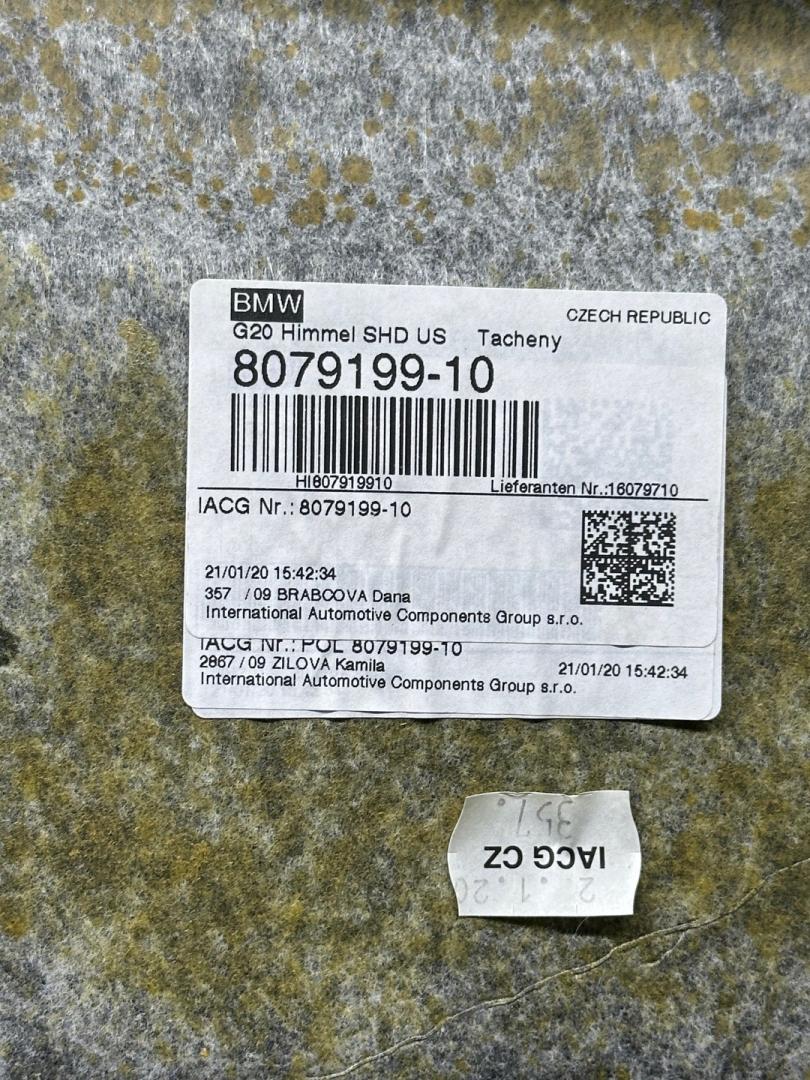 BMW
CZECH REPUBLIC
G20 Himmel SHD US Tacheny
8079199-10
HI807919910
Lieferanten Nr.:16079710
IACG Nr.: 8079199-10
21/01/20 15:42:34
357 / 09 BRABCOVA Dana
International Automotive Components Group s.r.o.
IACG Nr.: POL 8079199-10
2867 / 09 ZILOVA Kamila
21/01/20 15:42:34
International Automotive Components Group s.r.o.
357.
IACG CZ